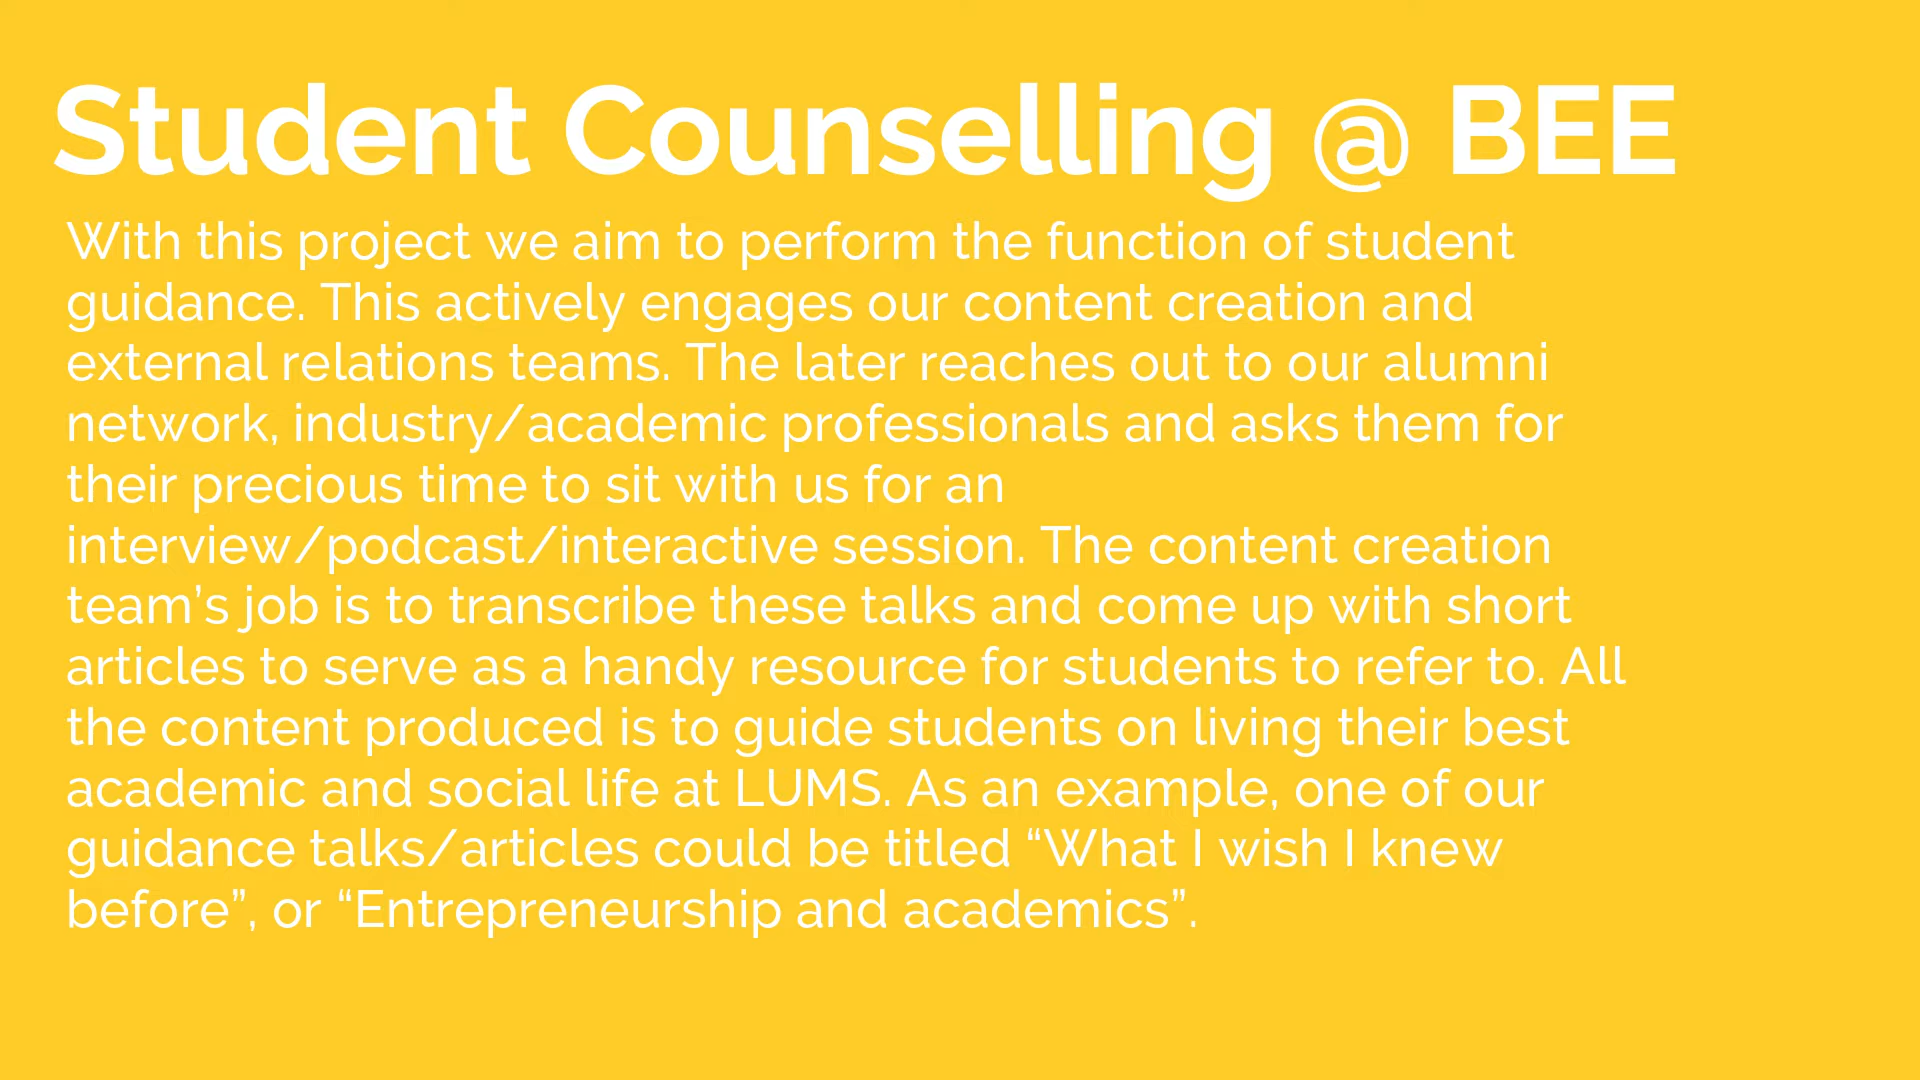 Student Counselling @ BEE
With this project we aim to perform the function of student
guidance. This actively engages our content creation and
external relations teams. The later reaches out to our alumni
network, industry/academic professionals and asks them for
their precious time to sit with us for an
interview/podcast/interactive session. The content creation
team’s job is to transcribe these talks and come up with short
articles to serve as a handy resource for students to refer to. All
the content produced is to guide students on living their best
academic and social life at LUMS. As an example, one of our
guidance talks/articles could be titled “What I wish I knew
before”, or “Entrepreneurship and academics”.